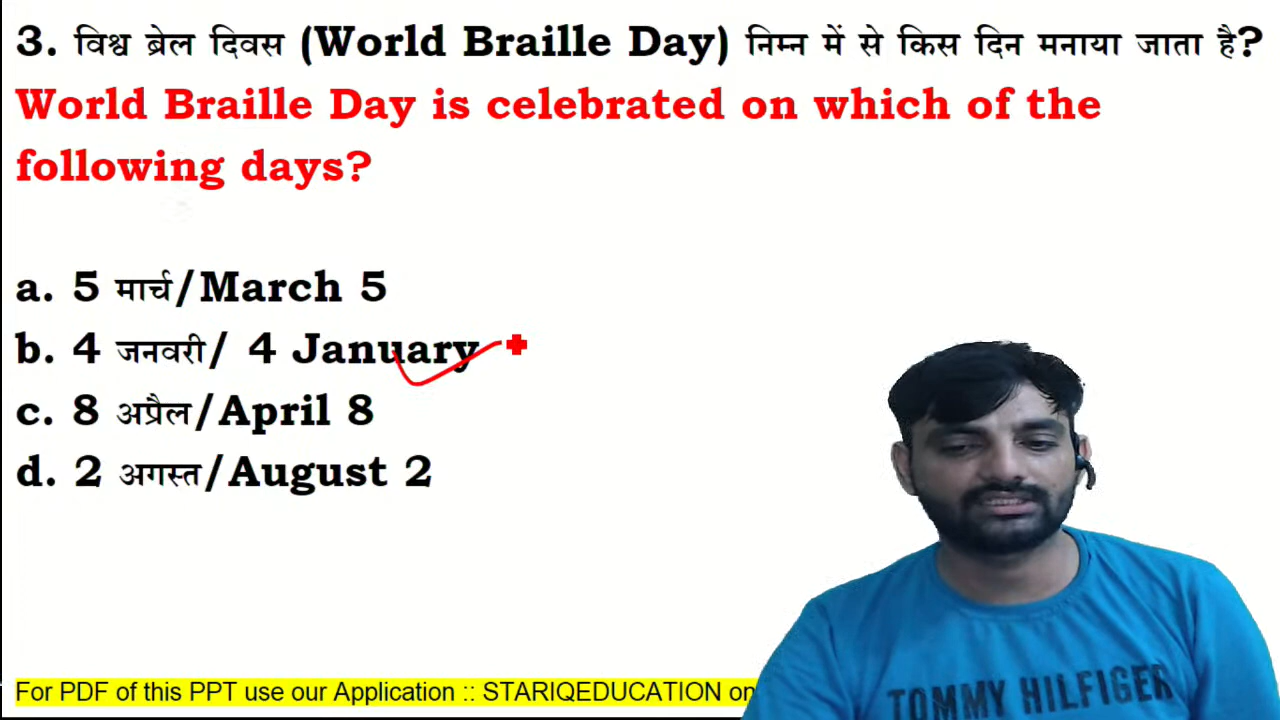 3. विश्व ब्रेल दिवस (World Braille Day) निम्न में से किस दिन मनाया जाता है?
World Braille Day is celebrated on which of the
following days?
a. 5 मार्च/March 5
b. 4 जनवरी/ 4 January
c. 8 अप्रैल/April 8
d. 2 अगस्त/August 2
For PDF of this PPT use our Application :: STARIQEDUCATION on
TOMMY HILFIGER